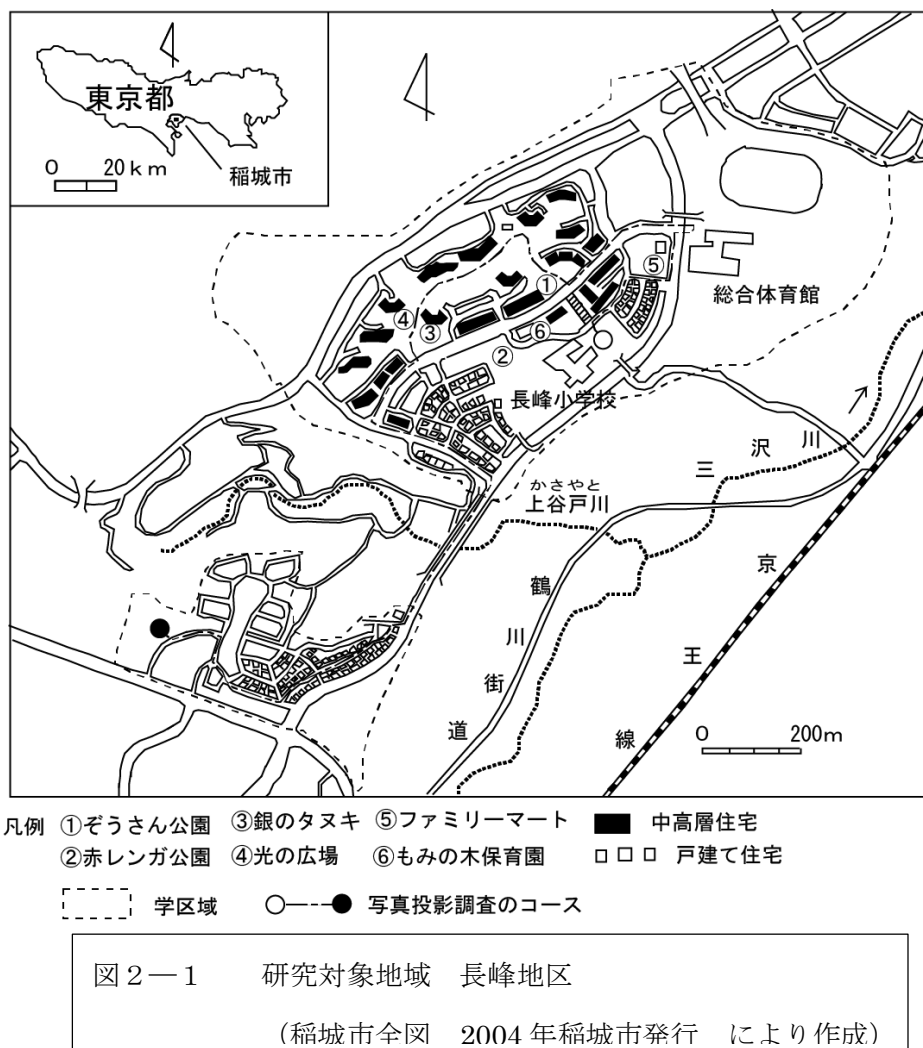 東京都
0 20km
稲城市
①
⑤
総合体育館
④
③
⑥
②
長峰小学校
三沢川
かさやと
上谷戸川
鶴川街道
京王線
0 200m
凡例 ①ぞうさん公園 ③銀のタヌキ ⑤ファミリーマート 中高層住宅
②赤レンガ公園 ④光の広場 ⑥もみの木保育園 戸建て住宅
学区域 写真投影調査のコース
図2―1 研究対象地域 長峰地区
(稲城市全図 2004年稲城市発行 により作成)